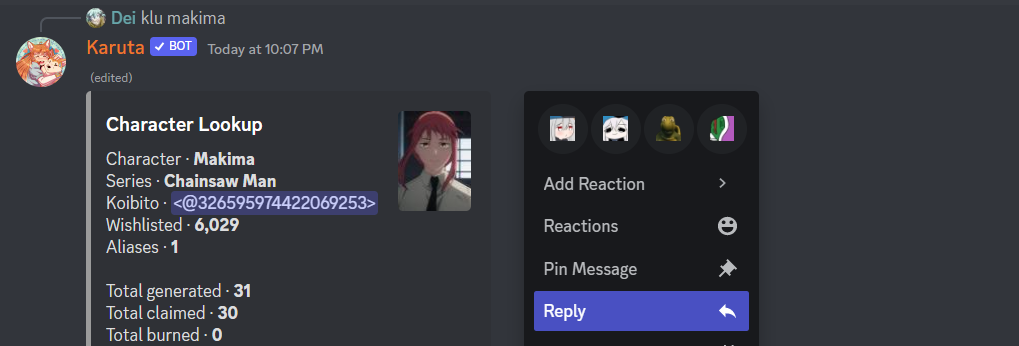 Dei klu makima
Karuta ✓ BOT Today at 10:07 PM
(edited)
Character Lookup
Character · Makima
Series · Chainsaw Man
Koibito · <@326595974422069253>
Wishlisted · 6,029
Aliases · 1
Total generated · 31
Total claimed · 30
Total burned · 0
Add Reaction
Reactions
Pin Message
Reply